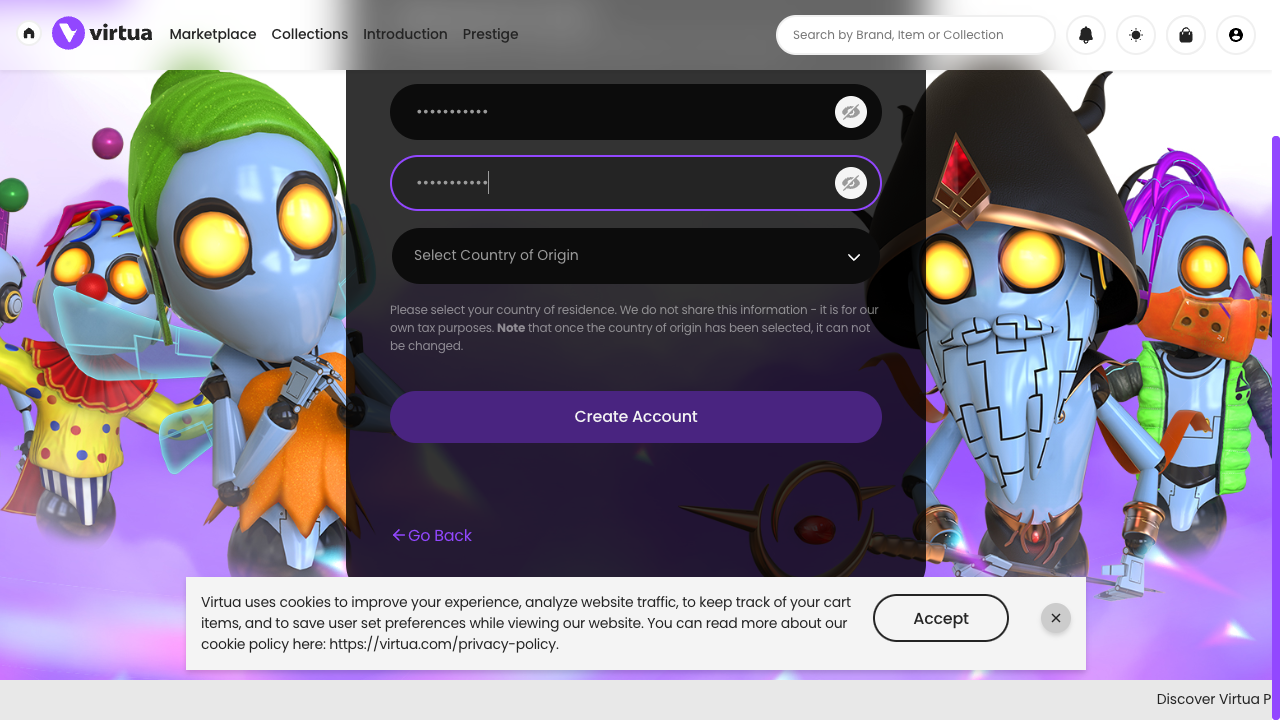 virtua
Marketplace
Collections
Introduction
Prestige
Search by Brand, Item or Collection
•••••••••••
•••••••••••
Select Country of Origin
Please select your country of residence. We do not share this information - it is for our
own tax purposes. Note that once the country of origin has been selected, it can not
be changed.
Create Account
Go Back
Virtua uses cookies to improve your experience, analyze website traffic, to keep track of your cart
items, and to save userset preferences while viewing our website. You can read more about our
cookie policy here: https://virtua.com/privacy-policy.
Accept
Discover Virtua P